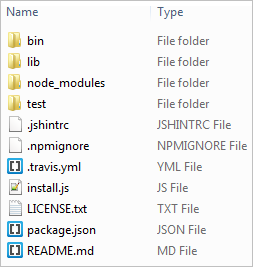 Name Type
bin File folder
lib File folder
node_modules File folder
test File folder
.jshintrc JSHINTRC File
.npmignore NPMIGNORE File
.travis.yml YML File
install.js JS File
LICENSE.txt TXT File
package.json JSON File
README.md MD File